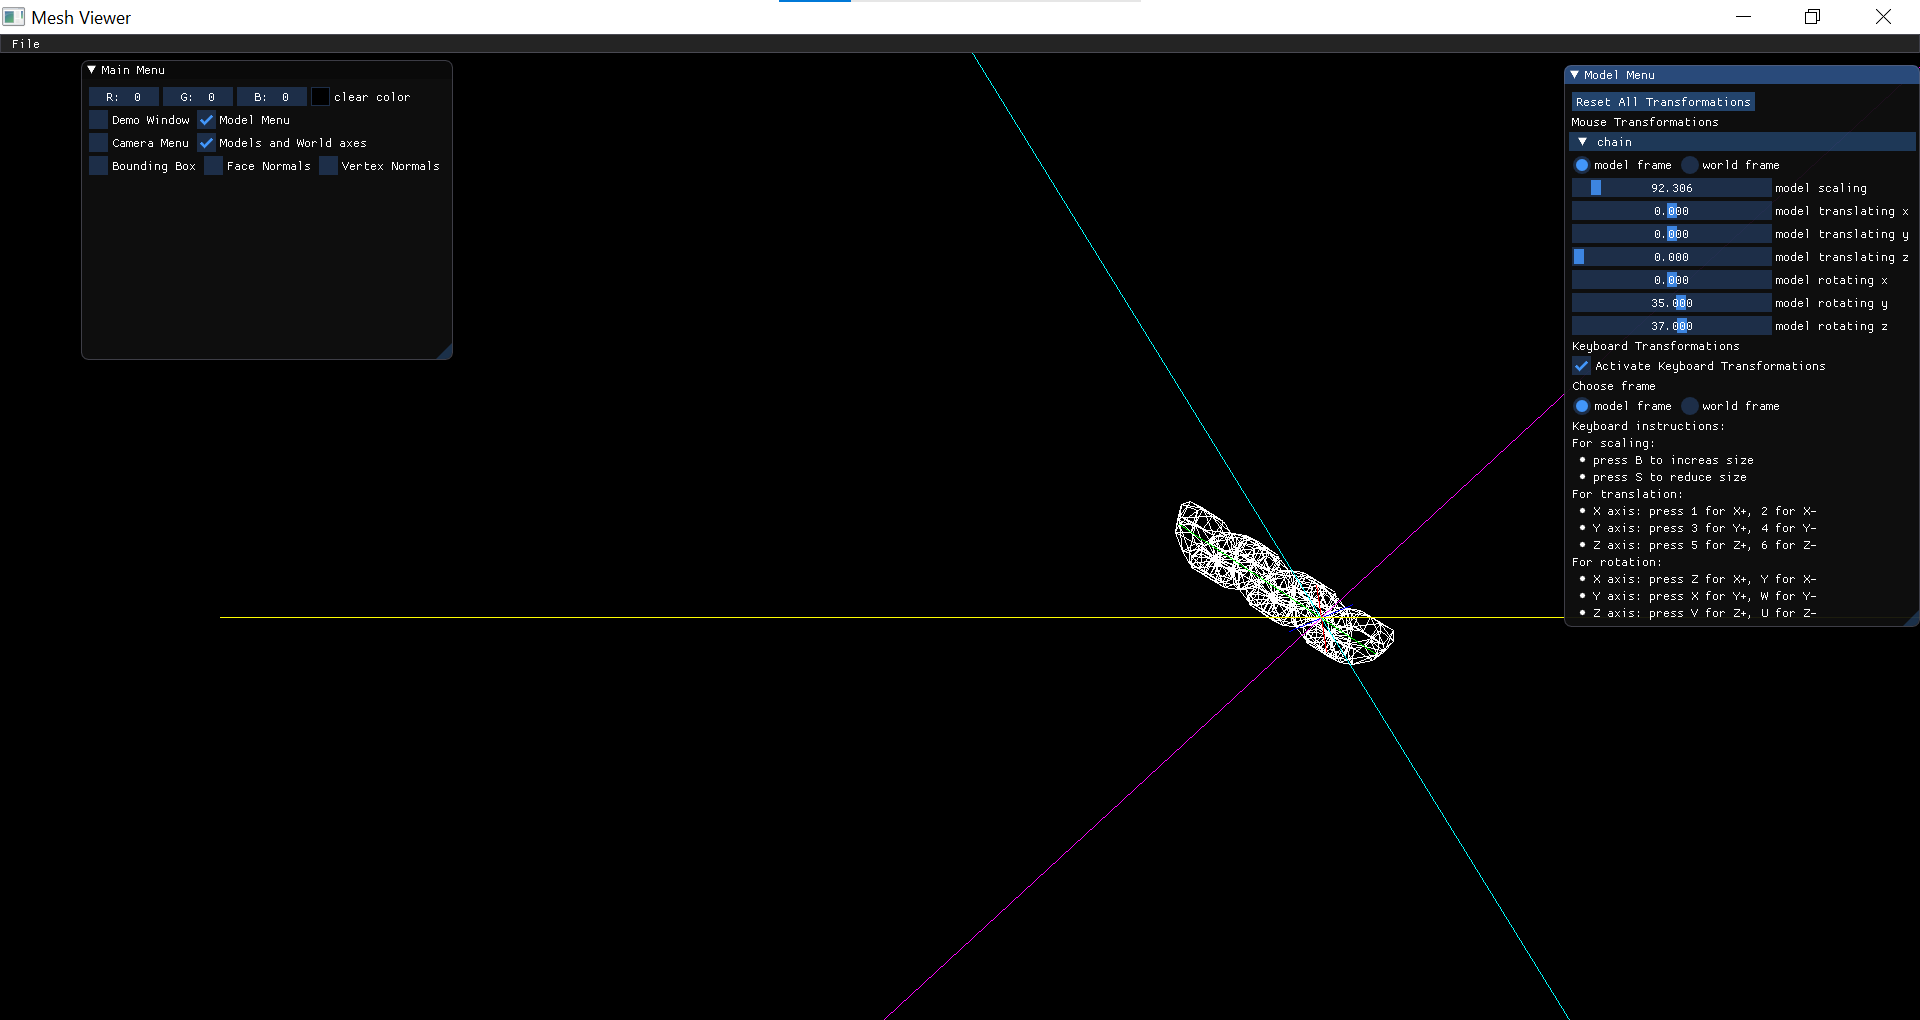 Mesh Viewer
File
Main Menu
R: 0 G: 0 B: 0 clear color
Demo Window Model Menu
Camera Menu Models and World axes
Bounding Box Face Normals Vertex Normals
Model Menu
Reset All Transformations
Mouse Transformations
chain
model frame world frame
92.306 model scaling
0.000 model translating x
0.000 model translating y
0.000 model translating z
0.000 model rotating x
35.000 model rotating y
37.000 model rotating z
Keyboard Transformations
Activate Keyboard Transformations
Choose frame
model frame world frame
Keyboard instructions:
For scaling:
press B to increas size
press S to reduce size
For translation:
X axis: press 1 for X+, 2 for X-
Y axis: press 3 for Y+, 4 for Y-
Z axis: press 5 for Z+, 6 for Z-
For rotation:
X axis: press Z for X+, Y for X-
Y axis: press X for Y+, W for Y-
Z axis: press V for Z+, U for Z-